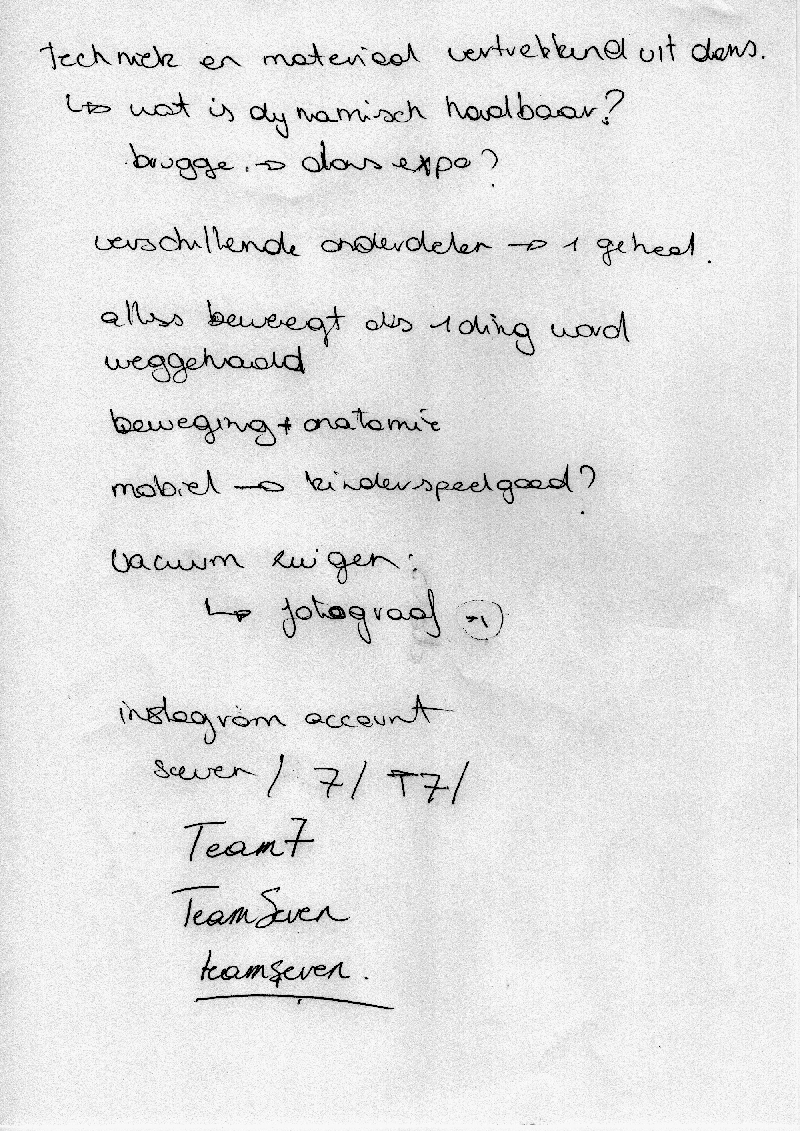 techniek en materiaal vertrekkend uit dans.
↳ wat is dynamisch haalbaar?
brugge. → dans expo?
verschillende onderdelen → 1 geheel.
alles beweegt als 1 ding word
weggehaald
beweging + anatomie
mobiel → kinderspeelgoed?
vacuum zuigen:
↳ fotograaf
instagram account
seven / 7 / T7 /
Team7
TeamSeven
teamseven.